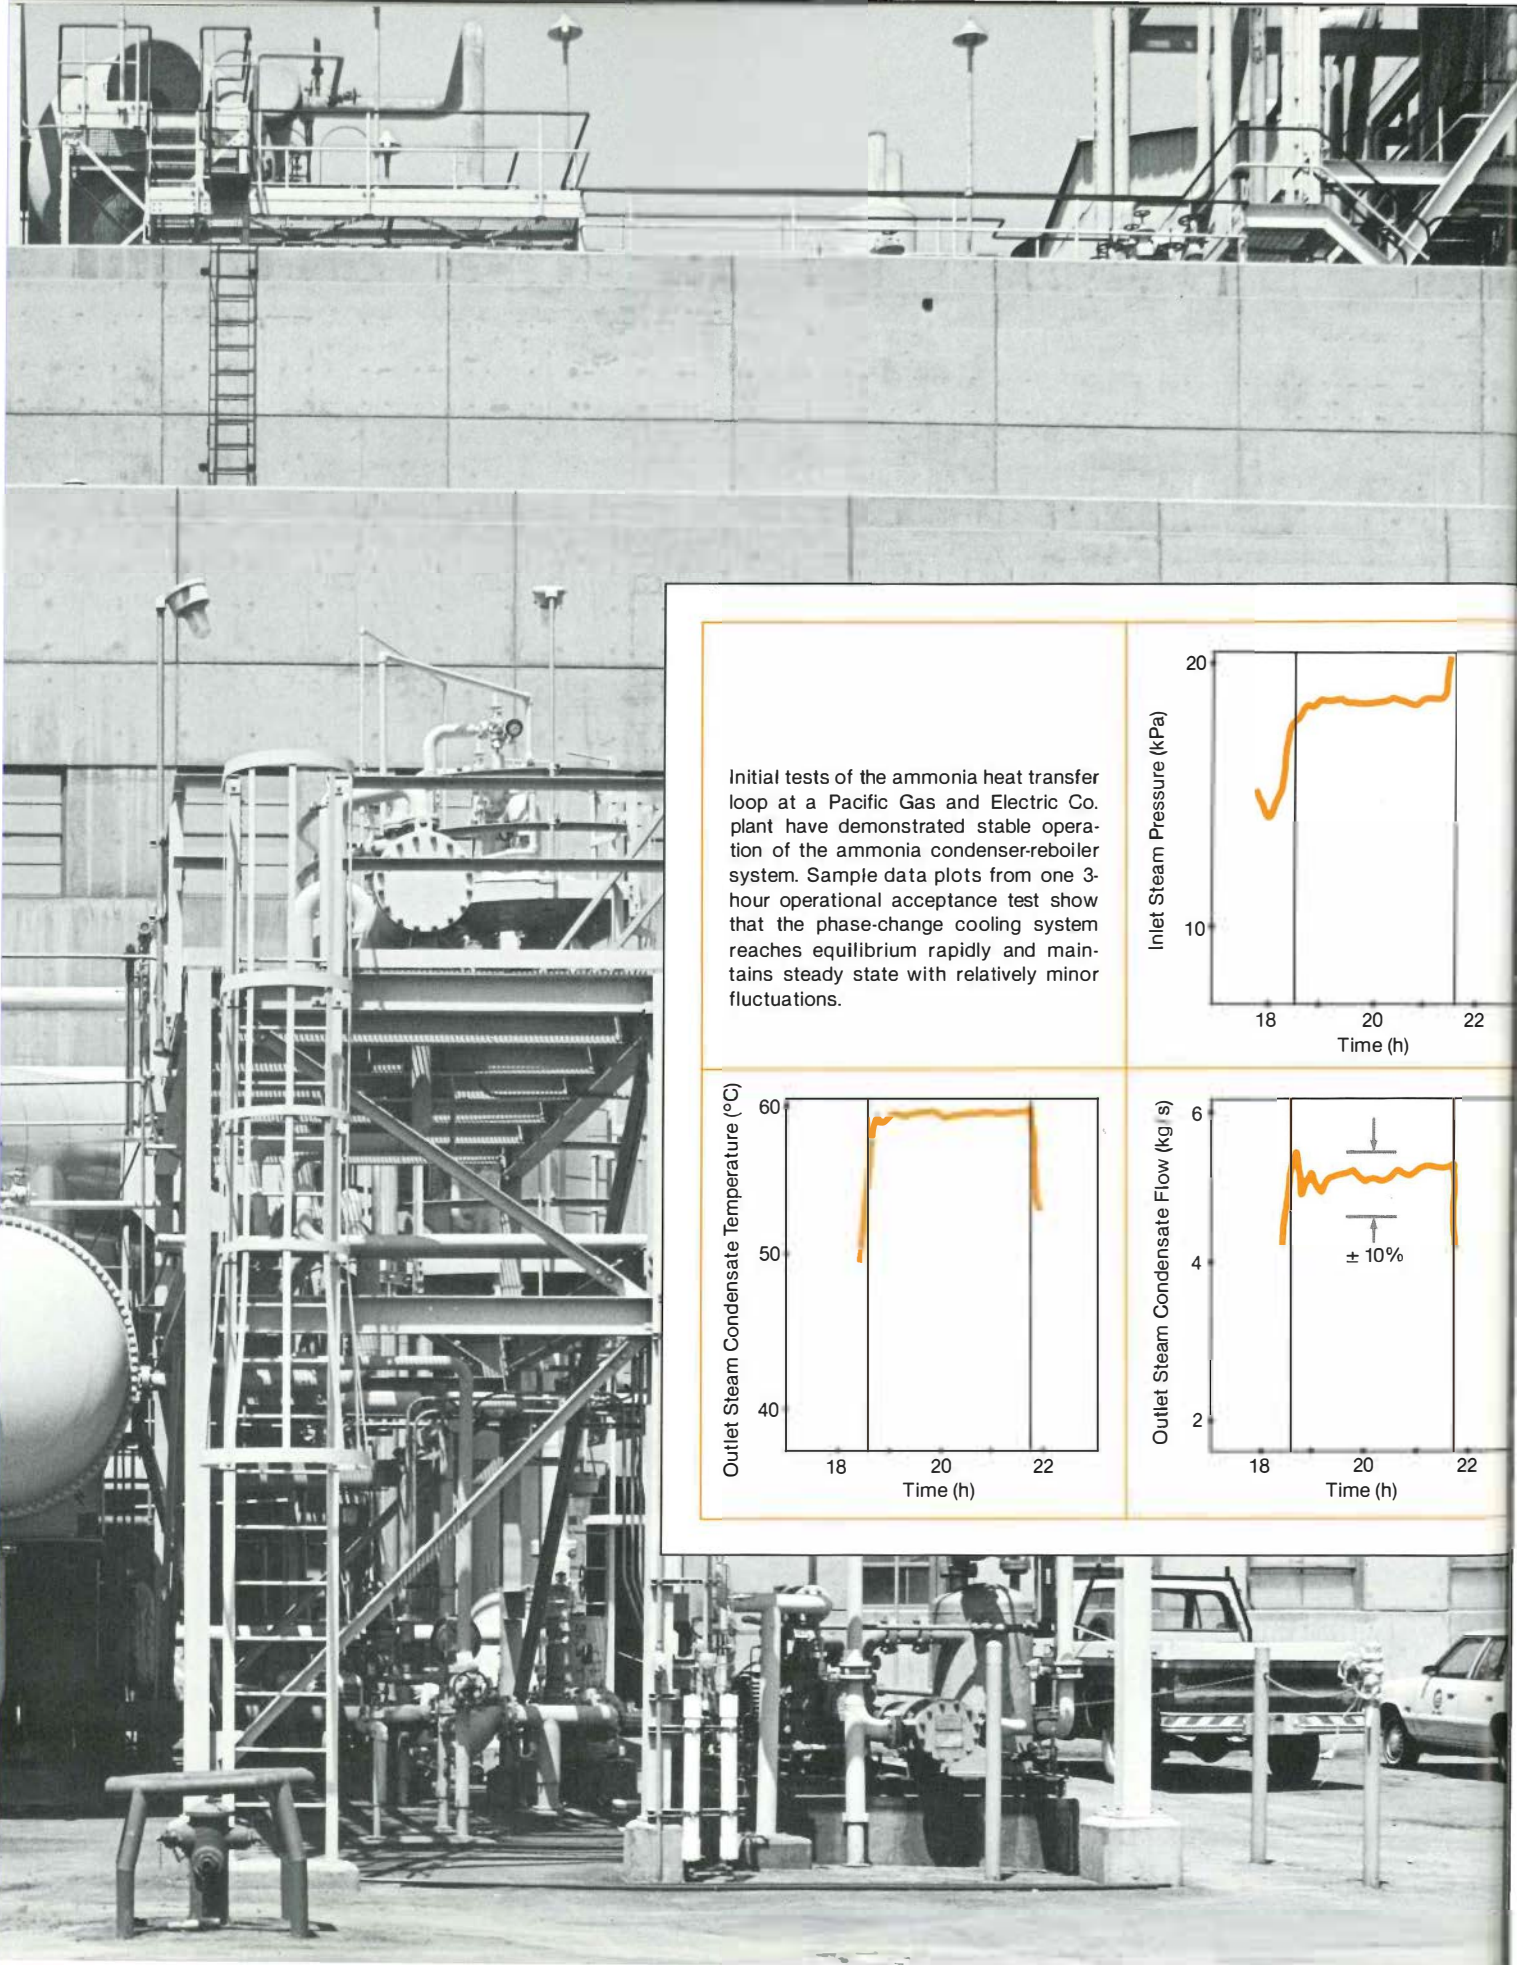 Initial tests of the ammonia heat transfer
loop at a Pacific Gas and Electric Co.
plant have demonstrated stable opera-
tion of the ammonia condenser-reboiler
system. Sample data plots from one 3-
hour operational acceptance test show
that the phase-change cooling system
reaches equilibrium rapidly and main-
tains steady state with relatively minor
fluctuations.
Inlet Steam Pressure (kPa)
20
10
18 20 22
Time (h)
Outlet Steam Condensate Temperature (°C)
60
50
40
18 20 22
Time (h)
Outlet Steam Condensate Flow (kg/s)
6
4
2
± 10%
18 20 22
Time (h)